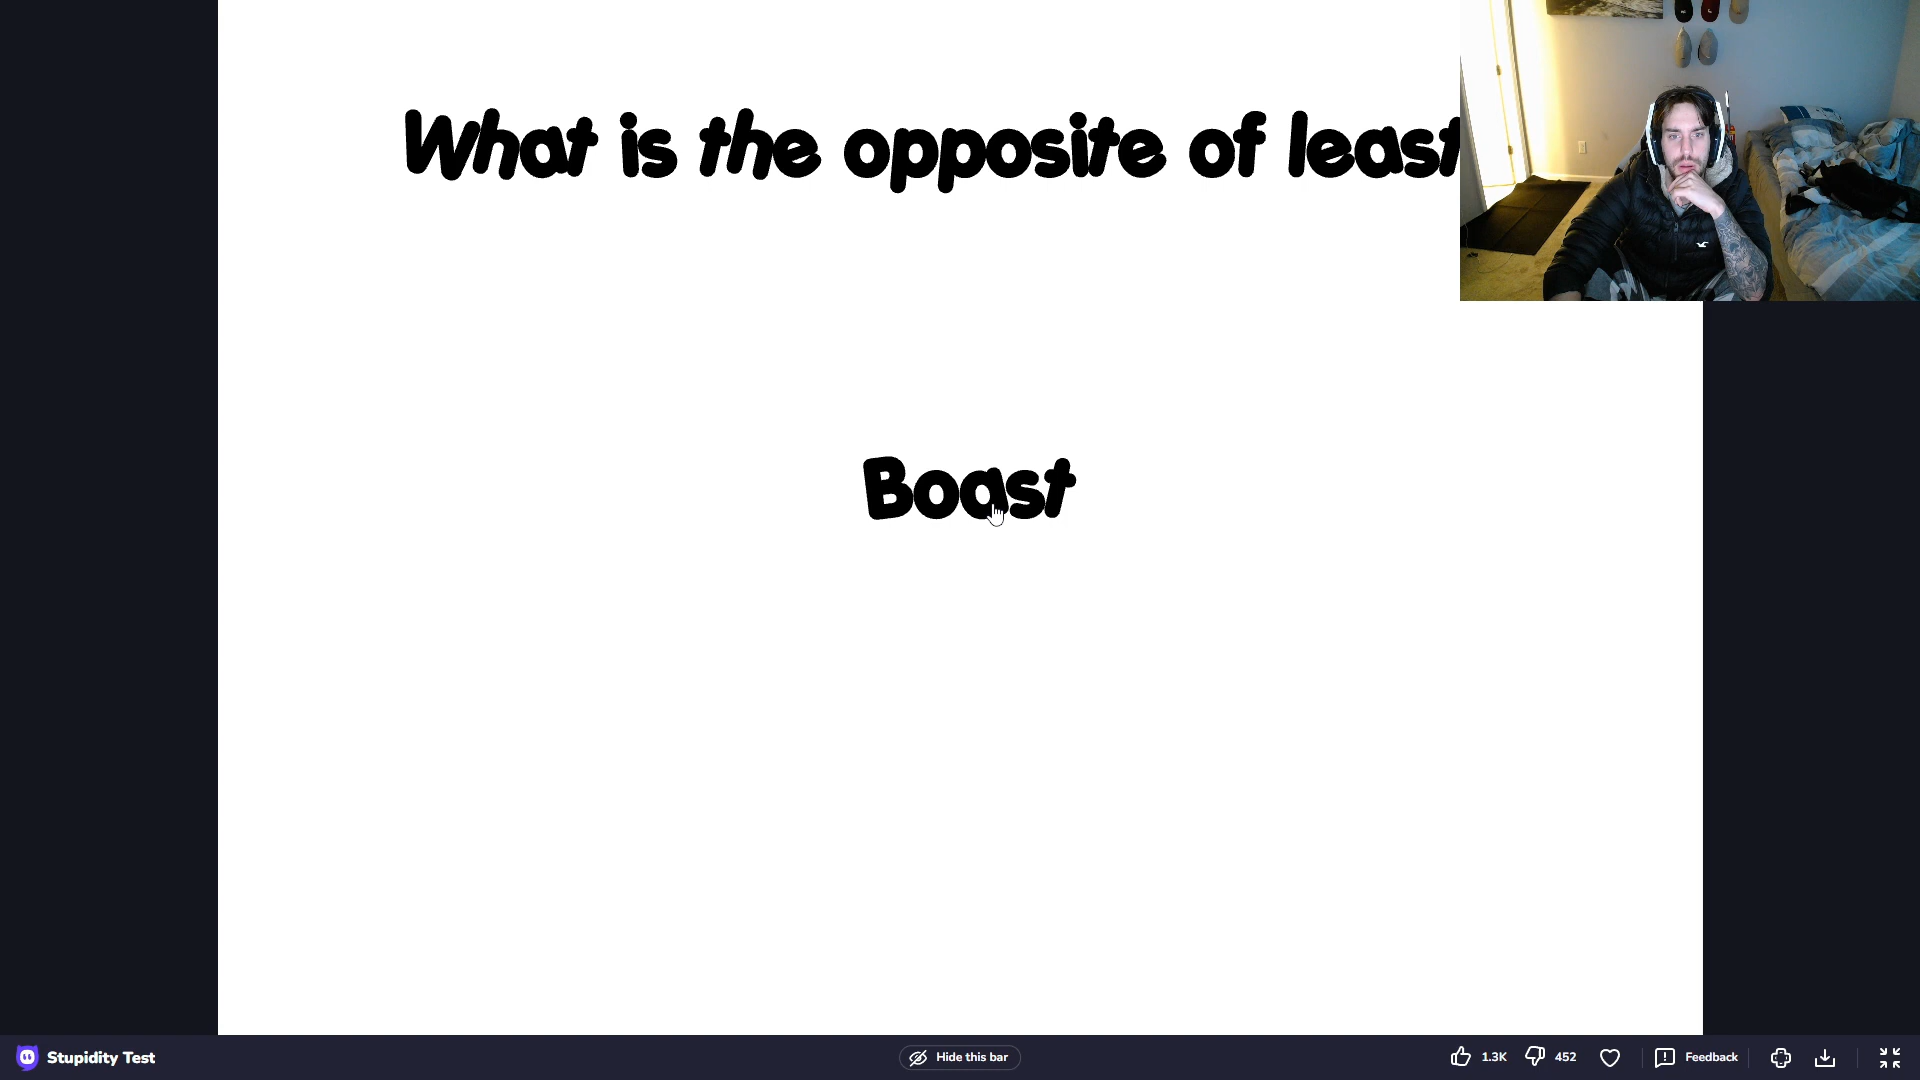 What is the opposite of least
Boast
Stupidity Test
Hide this bar
1.3K
452
Feedback